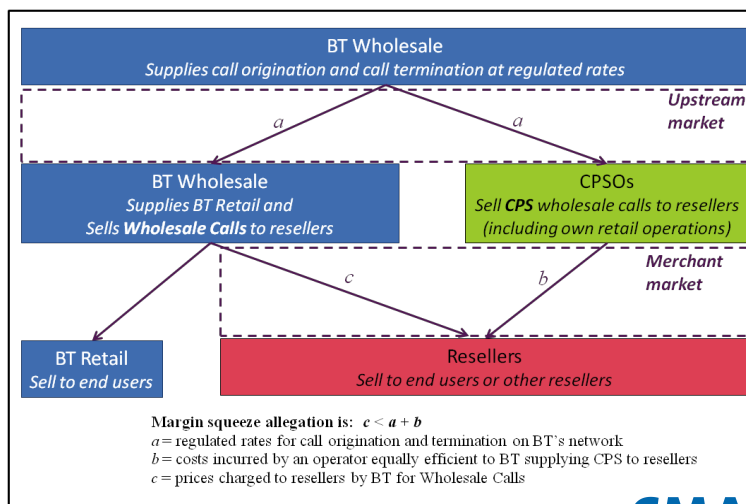 BT Wholesale
Supplies call origination and call termination at regulated rates
Upstream
market
a
a
BT Wholesale
Supplies BT Retail and
Sells Wholesale Calls to resellers
CPSOs
Sell CPS wholesale calls to resellers
(including own retail operations)
Merchant
market
c
b
BT Retail
Sell to end users
Resellers
Sell to end users or other resellers
Margin squeeze allegation is: c < a + b
a = regulated rates for call origination and termination on BT's network
b = costs incurred by an operator equally efficient to BT supplying CPS to resellers
c = prices charged to resellers by BT for Wholesale Calls